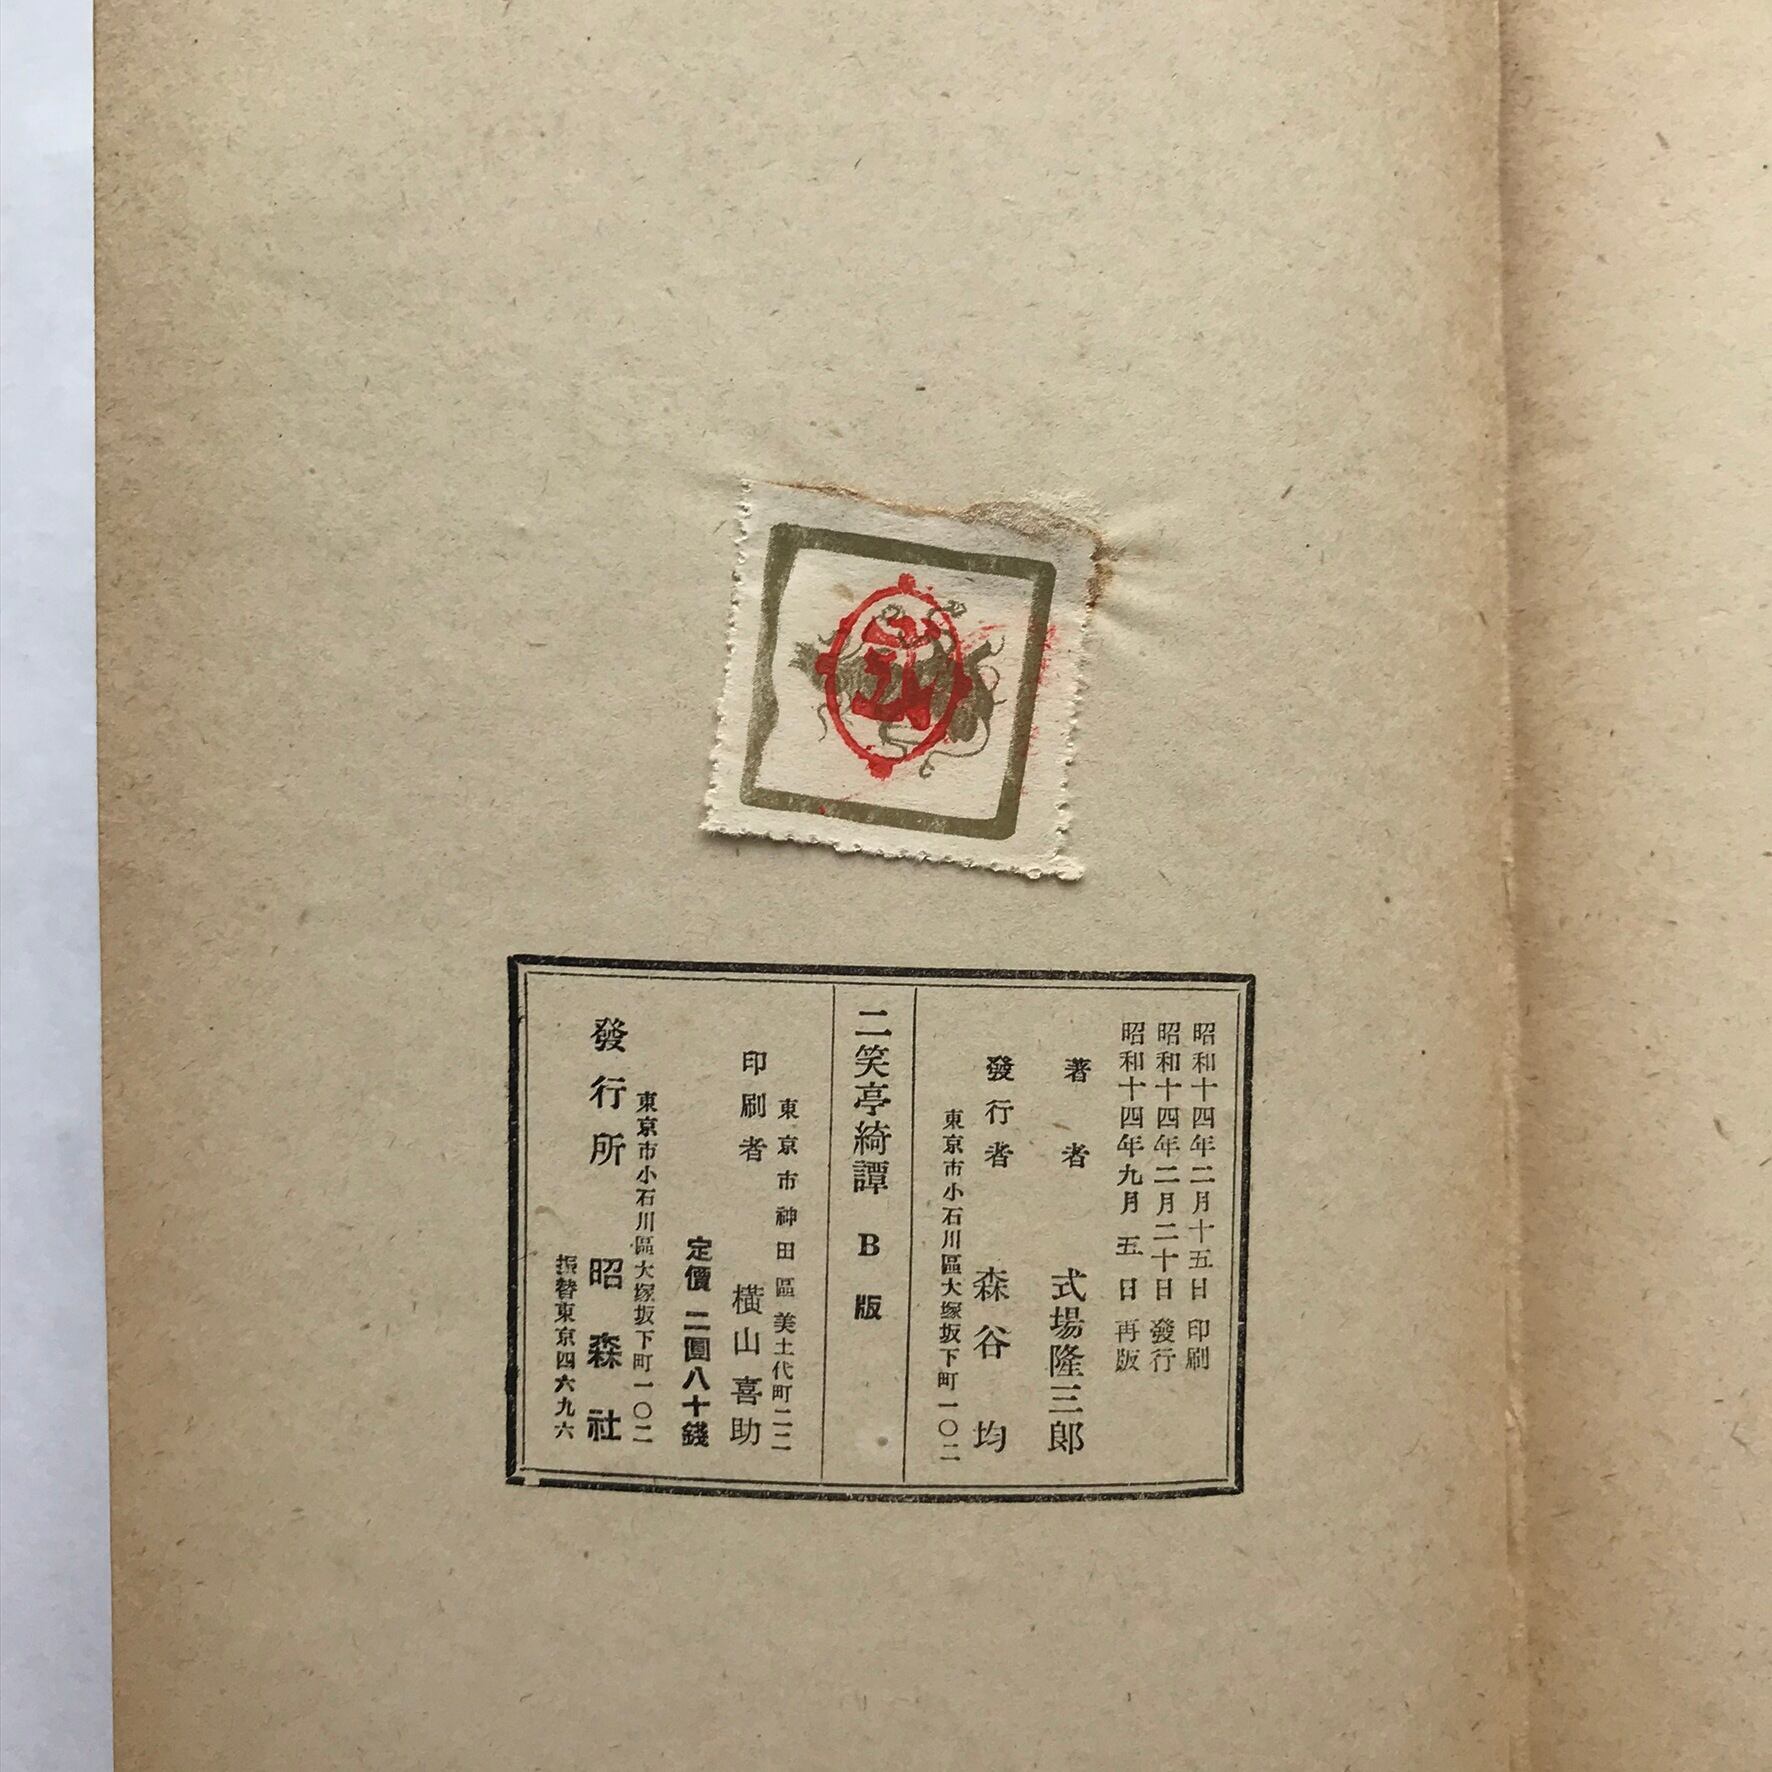 式
昭和十四年二月十五日 印刷
昭和十四年二月二十日 發行
昭和十四年九月五日 再版
著者 式場隆三郎
發行者 森谷均
東京市小石川區大塚坂下町一〇二
二笑亭綺譚 B版
東京市神田區美土代町二二
印刷者 橫山喜助
定價 二圓八十錢
東京市小石川區大塚坂下町一〇二
發行所 昭森社
振替東京四六九六